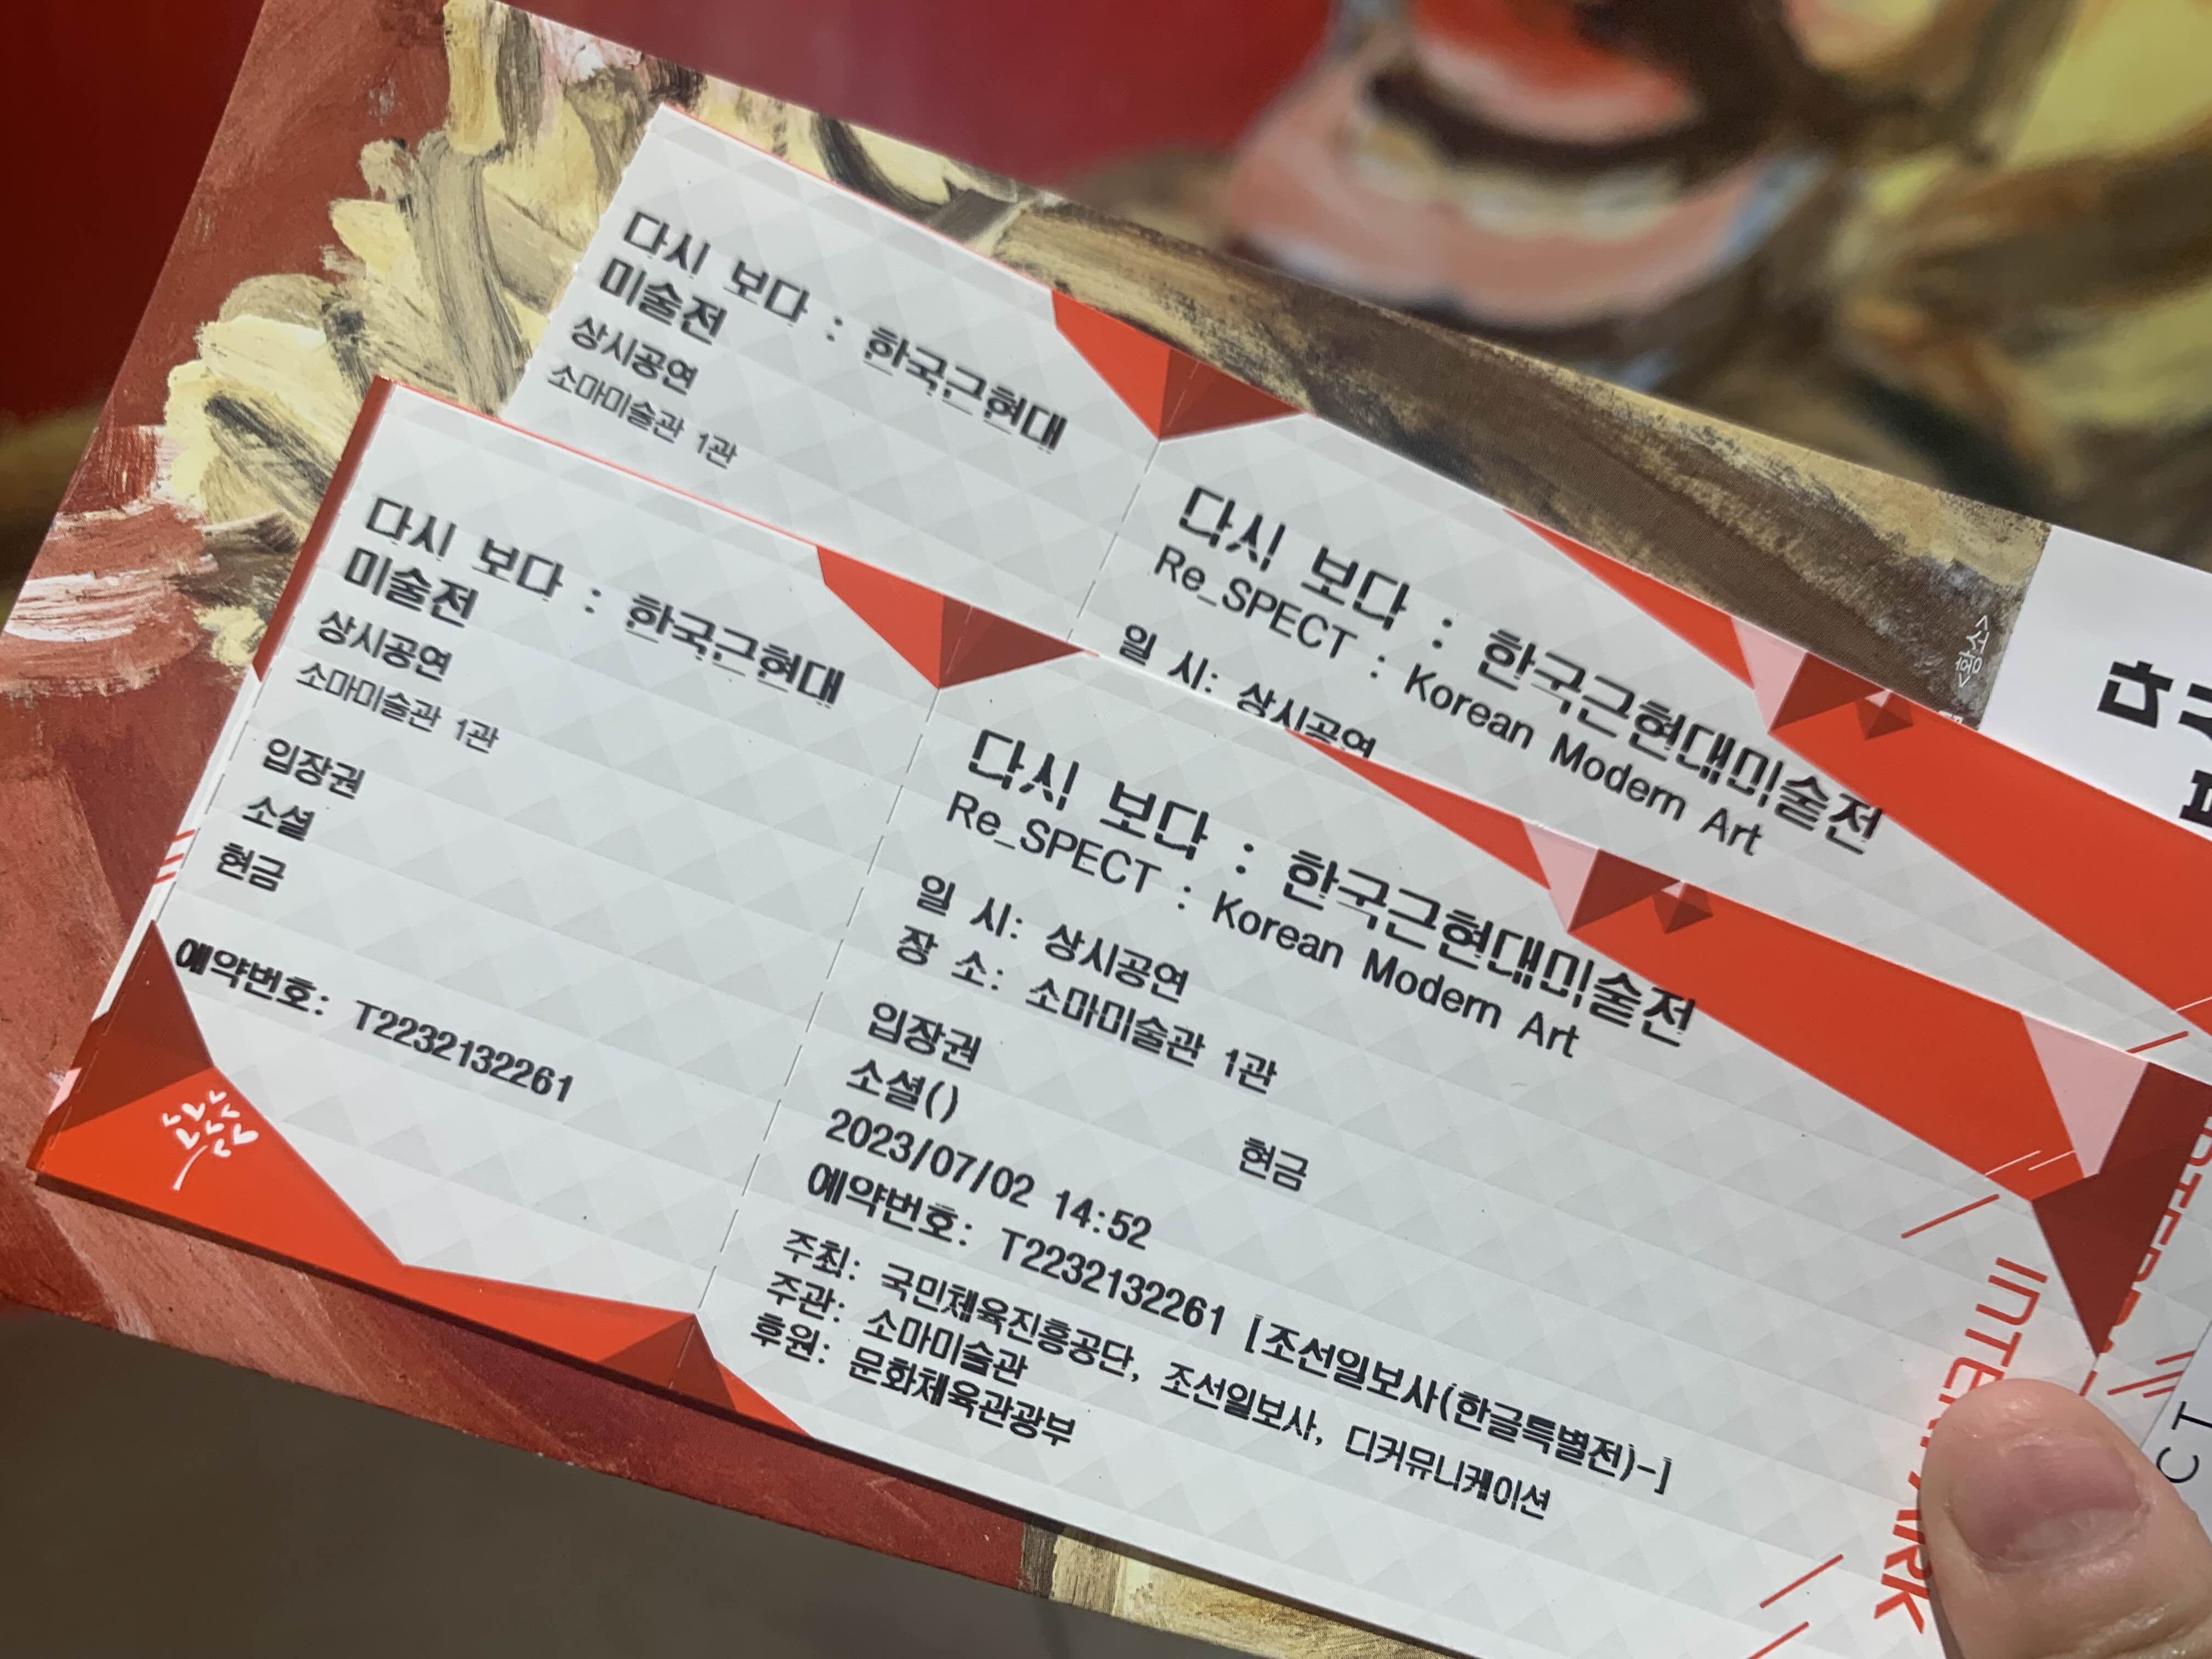 다시 보다 : 한국근현대
미술전
상시공연
소마미술관 1관
다시 보다 : 한국근현대미술전
Re_SPECT : Korean Modern Art
일 시: 상시공연
<황소>
다시 보다 : 한국근현대
미술전
상시공연
소마미술관 1관
입장권
소셜
현금
예약번호: T2232132261
다시 보다 : 한국근현대미술전
Re_SPECT : Korean Modern Art
일 시: 상시공연
장 소: 소마미술관 1관
입장권
소셜() 현금
2023/07/02 14:52
예약번호: T2232132261 [조선일보사(한글특별전)-]
주최: 국민체육진흥공단, 조선일보사, 디커뮤니케이션
주관: 소마미술관
후원: 문화체육관광부